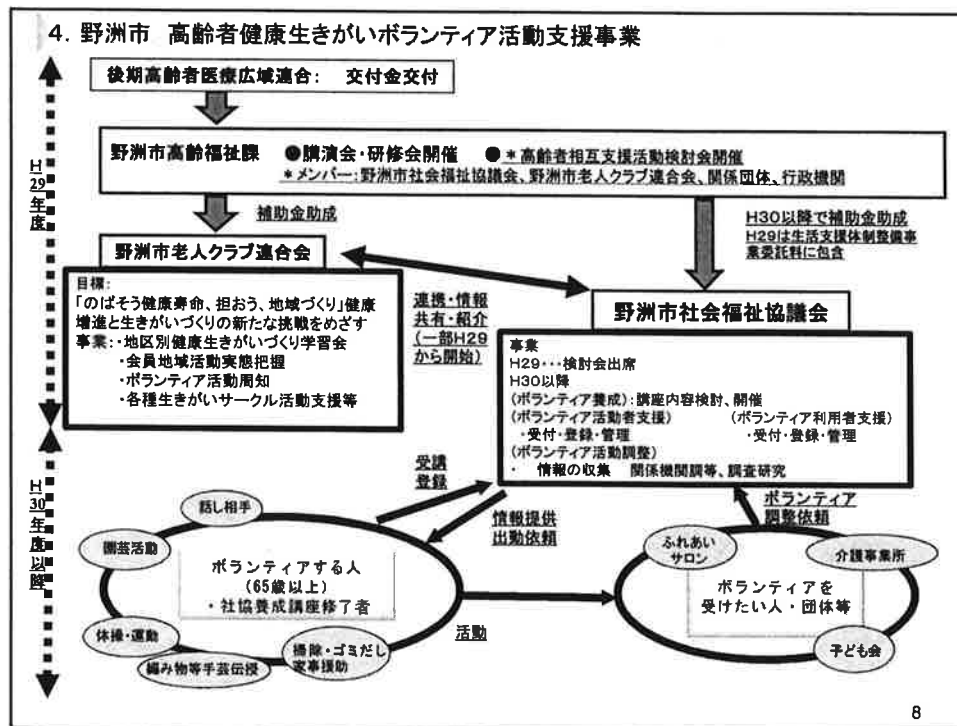 4. 野洲市 高齢者健康生きがいボランティア活動支援事業
後期高齢者医療広域連合: 交付金交付
H29年度
野洲市高齢福祉課 ●講演会・研修会開催 ●*高齢者相互支援活動検討会開催
*メンバー:野洲市社会福祉協議会、野洲市老人クラブ連合会、関係団体、行政機関
補助金助成
H30以降で補助金助成
H29は生活支援体制整備事
業委託料に包含
野洲市老人クラブ連合会
目標:
「のばそう健康寿命、担おう、地域づくり」健康
増進と生きがいづくりの新たな挑戦をめざす
事業:・地区別健康生きがいづくり学習会
・会員地域活動実態把握
・ボランティア活動周知
・各種生きがいサークル活動支援等
連携・情報
共有・紹介
(一部H29
から開始)
野洲市社会福祉協議会
事業
H29・・・検討会出席
H30以降
(ボランティア養成):講座内容検討、開催
(ボランティア活動者支援) (ボランティア利用者支援)
・受付・登録・管理 ・受付・登録・管理
(ボランティア活動調整)
・ 情報の収集 関係機関調等、調査研究
H30年度以降
受講
登録
情報提供
出動依頼
ボランティア
調整依頼
話し相手
園芸活動
ボランティアする人
(65歳以上)
・社協養成講座修了者
体操・運動
編み物等手芸伝授
掃除・ゴミだし
家事援助
活動
ふれあい
サロン
介護事業所
ボランティアを
受けたい人・団体等
子ども会
8